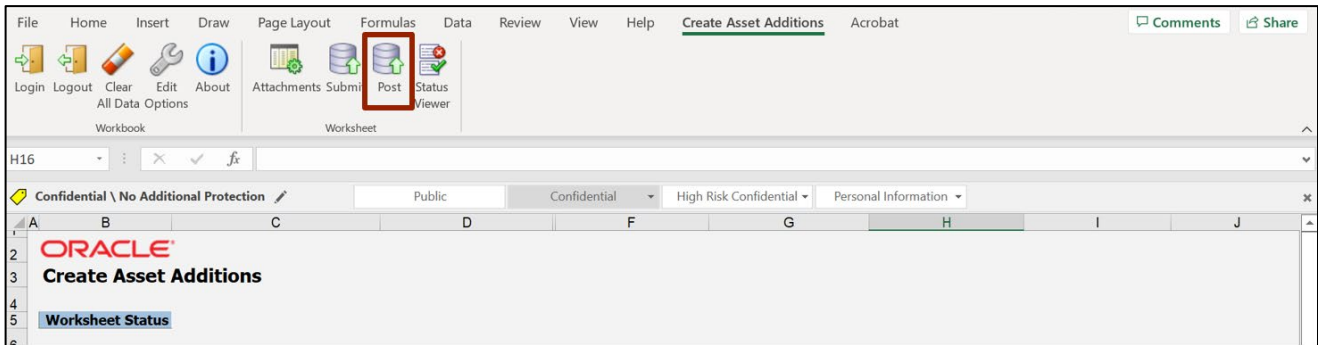 File Home Insert Draw Page Layout Formulas Data Review View Help Create Asset Additions Acrobat Comments Share
Login Logout Clear Edit About Attachments Submit Post Status
All Data Options Viewer
Workbook Worksheet
H16 fx
Confidential \ No Additional Protection Public Confidential High Risk Confidential Personal Information
A B C D F G H I J
2 ORACLE
3 Create Asset Additions
4
5 Worksheet Status
6